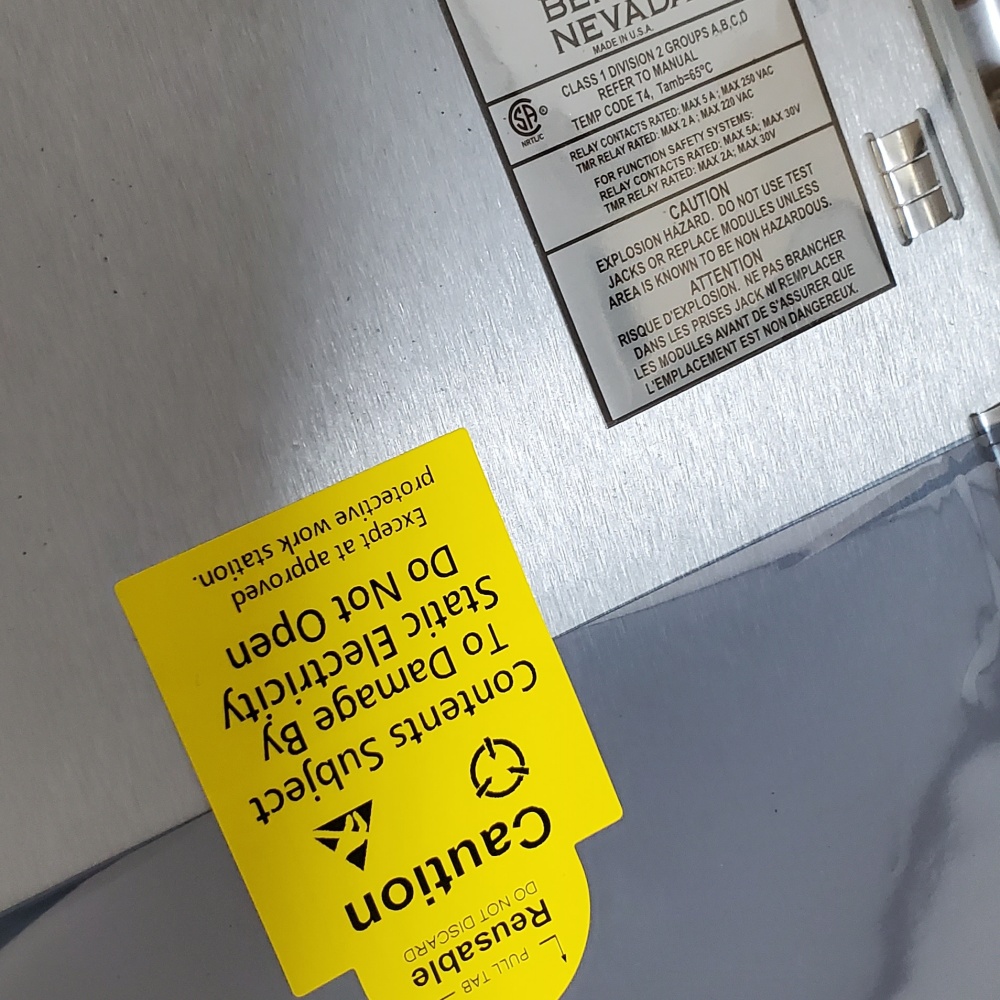 NEVADA
MADE IN U.S.A.
CLASS 1 DIVISION 2 GROUPS A,B,C,D
REFER TO MANUAL
TEMP CODE T4, Tamb=65°C
NRTL/C
RELAY CONTACTS RATED: MAX 5 A ; MAX 250 VAC
TMR RELAY RATED: MAX 2 A ; MAX 220 VAC
FOR FUNCTION SAFETY SYSTEMS:
RELAY CONTACTS RATED: MAX 5A; MAX 30V
TMR RELAY RATED: MAX 2A; MAX 30V
CAUTION
EXPLOSION HAZARD. DO NOT USE TEST
JACKS OR REPLACE MODULES UNLESS
AREA IS KNOWN TO BE NON HAZARDOUS.
ATTENTION
RISQUE D'EXPLOSION. NE PAS BRANCHER
DANS LES PRISES JACK NI REMPLACER
LES MODULES AVANT DE S'ASSURER QUE
L'EMPLACEMENT EST NON DANGEREUX.
PULL TAB
Reusable
DO NOT DISCARD
Caution
Contents Subject
To Damage By
Static Electricity
Do Not Open
Except at approved
protective work station.